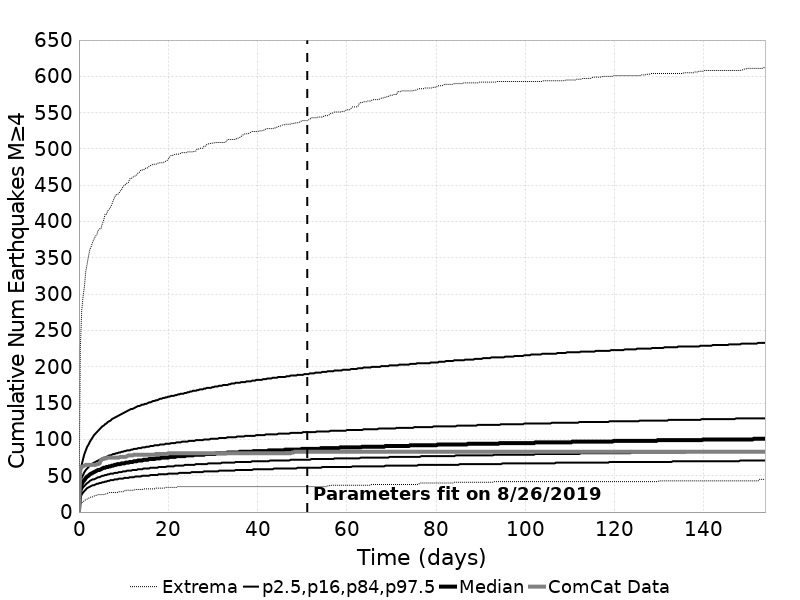 650
600
550
500
450
400
350
300
250
200
150
100
50
0
Cumulative Num Earthquakes M≥4
Parameters fit on 8/26/2019
0 20 40 60 80 100 120 140
Time (days)
Extrema p2.5,p16,p84,p97.5 Median ComCat Data